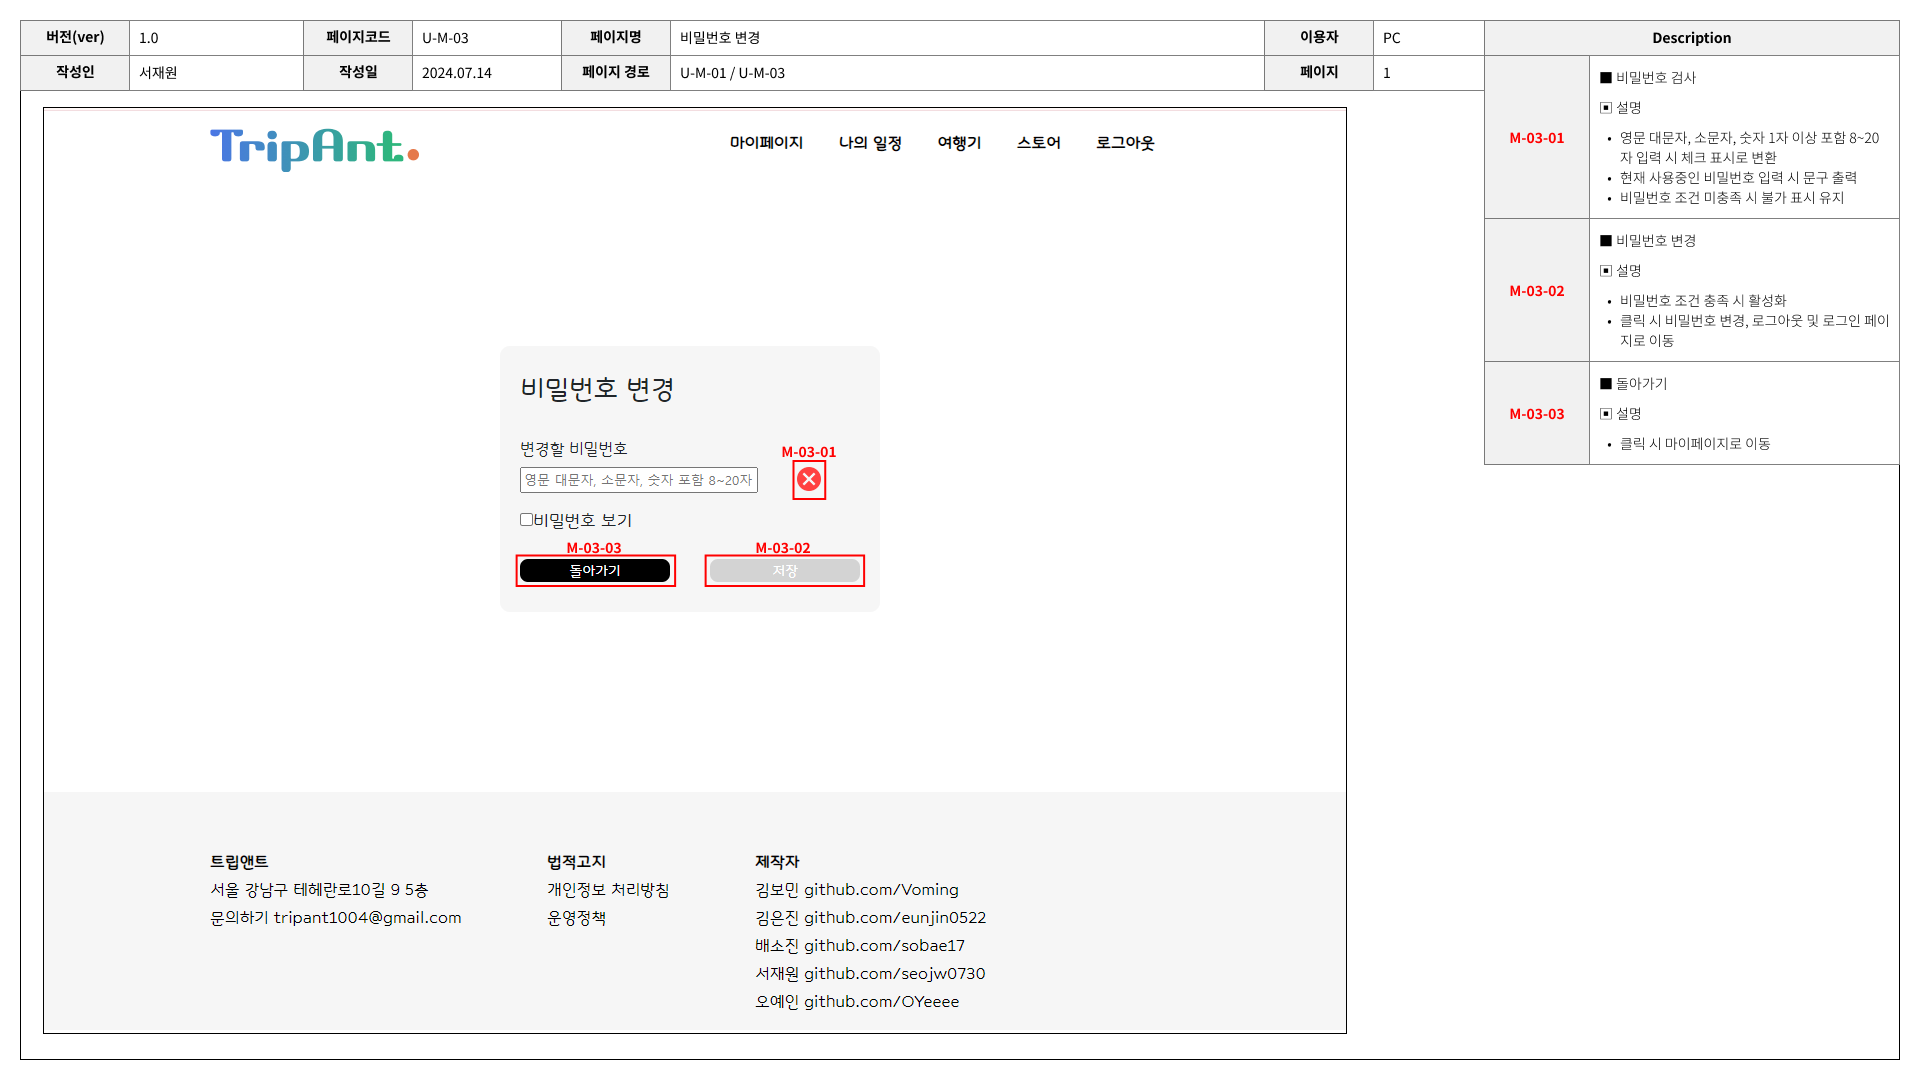 버전(ver) 1.0 페이지코드 U-M-03 페이지명 비밀번호 변경 이용자 PC
작성인 서재원 작성일 2024.07.14 페이지 경로 U-M-01 / U-M-03 페이지 1
TripAnt.
마이페이지 나의 일정 여행기 스토어 로그아웃
비밀번호 변경
변경할 비밀번호
M-03-01
영문 대문자, 소문자, 숫자 포함 8~20자
비밀번호 보기
M-03-03 M-03-02
돌아가기 저장
트립앤트
서울 강남구 테헤란로10길 9 5층
문의하기 tripant1004@gmail.com
법적고지
개인정보 처리방침
운영정책
제작자
김보민 github.com/Voming
김은진 github.com/eunjin0522
배소진 github.com/sobae17
서재원 github.com/seojw0730
오예인 github.com/OYeeee
Description
M-03-01
■ 비밀번호 검사
▣ 설명
• 영문 대문자, 소문자, 숫자 1자 이상 포함 8~20
자 입력 시 체크 표시로 변환
• 현재 사용중인 비밀번호 입력 시 문구 출력
• 비밀번호 조건 미충족 시 불가 표시 유지
M-03-02
■ 비밀번호 변경
▣ 설명
• 비밀번호 조건 충족 시 활성화
• 클릭 시 비밀번호 변경, 로그아웃 및 로그인 페이
지로 이동
M-03-03
■ 돌아가기
▣ 설명
• 클릭 시 마이페이지로 이동